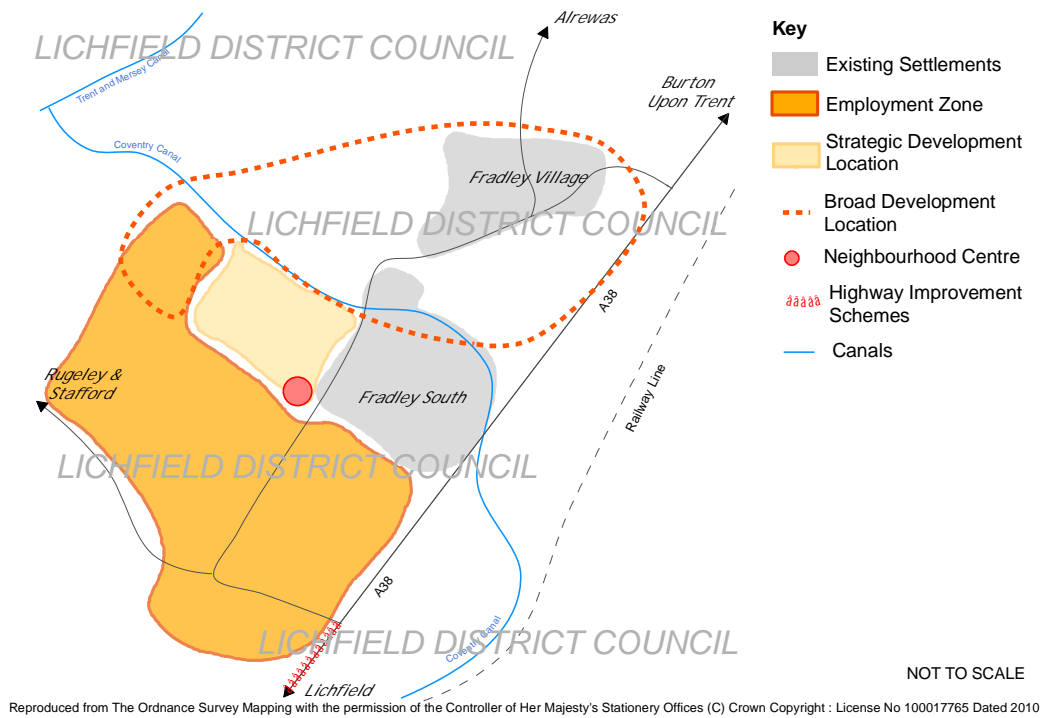 Alrewas
LICHFIELD DISTRICT COUNCIL
Trent and Mersey Canal
Burton
Upon Trent
Coventry Canal
Fradley Village
LICHFIELD DISTRICT COUNCIL
A38
Rugeley &
Stafford
Fradley South
Railway Line
LICHFIELD DISTRICT COUNCIL
A38
LICHFIELD DISTRICT COUNCIL
Coventry Canal
Lichfield
Key
Existing Settlements
Employment Zone
Strategic Development
Location
Broad Development
Location
Neighbourhood Centre
ããããã Highway Improvement
Schemes
Canals
NOT TO SCALE
Reproduced from The Ordnance Survey Mapping with the permission of the Controller of Her Majesty's Stationery Offices (C) Crown Copyright : License No 100017765 Dated 2010